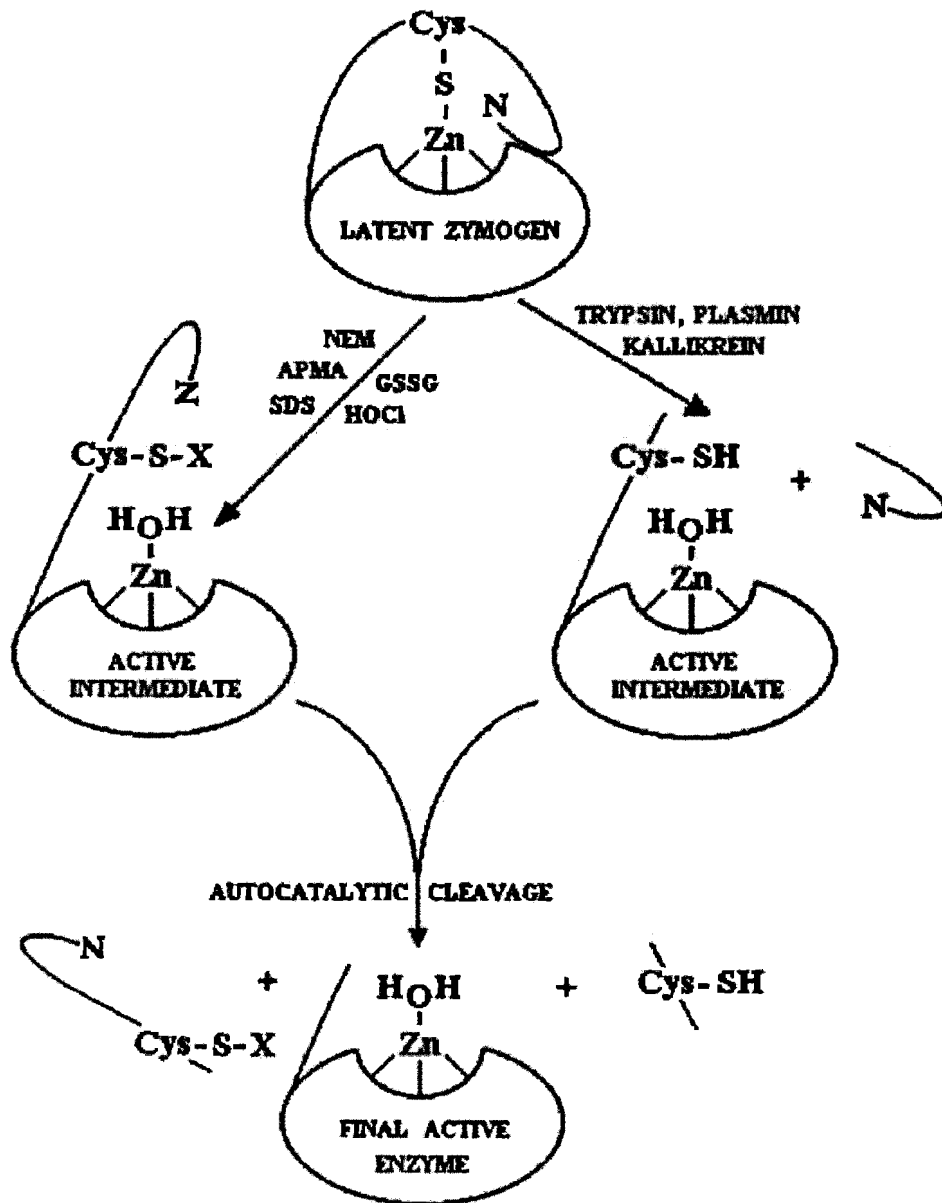 Cys
S
N
Zn
LATENT ZYMOGEN
TRYPSIN, PLASMIN
KALLIKREIN
NEM
APMA
GSSG
SDS
HOCl
N
Cys-S-X
HOH
Zn
ACTIVE
INTERMEDIATE
Cys-SH
+
N
HOH
Zn
ACTIVE
INTERMEDIATE
AUTOCATALYTIC CLEAVAGE
N
+
Cys-S-X
HOH
Zn
FINAL ACTIVE
ENZYME
+
Cys-SH